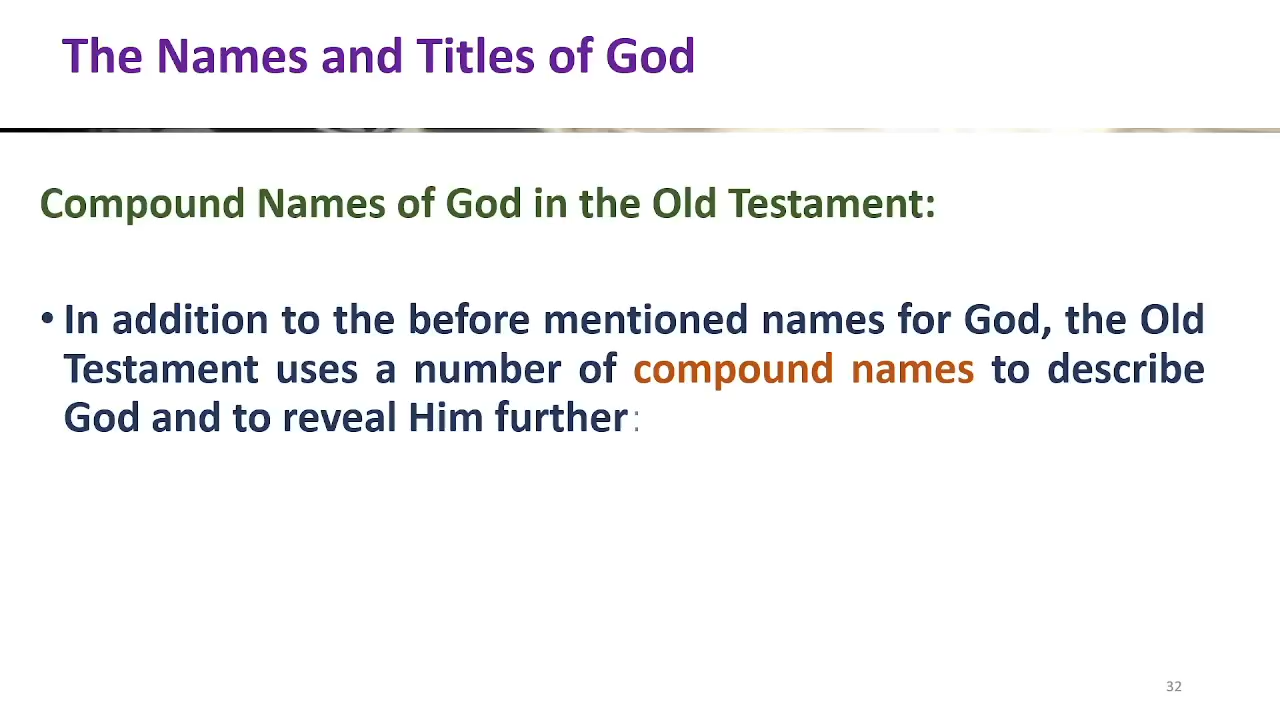 The Names and Titles of God
Compound Names of God in the Old Testament:
• In addition to the before mentioned names for God, the Old
Testament uses a number of compound names to describe
God and to reveal Him further:
32